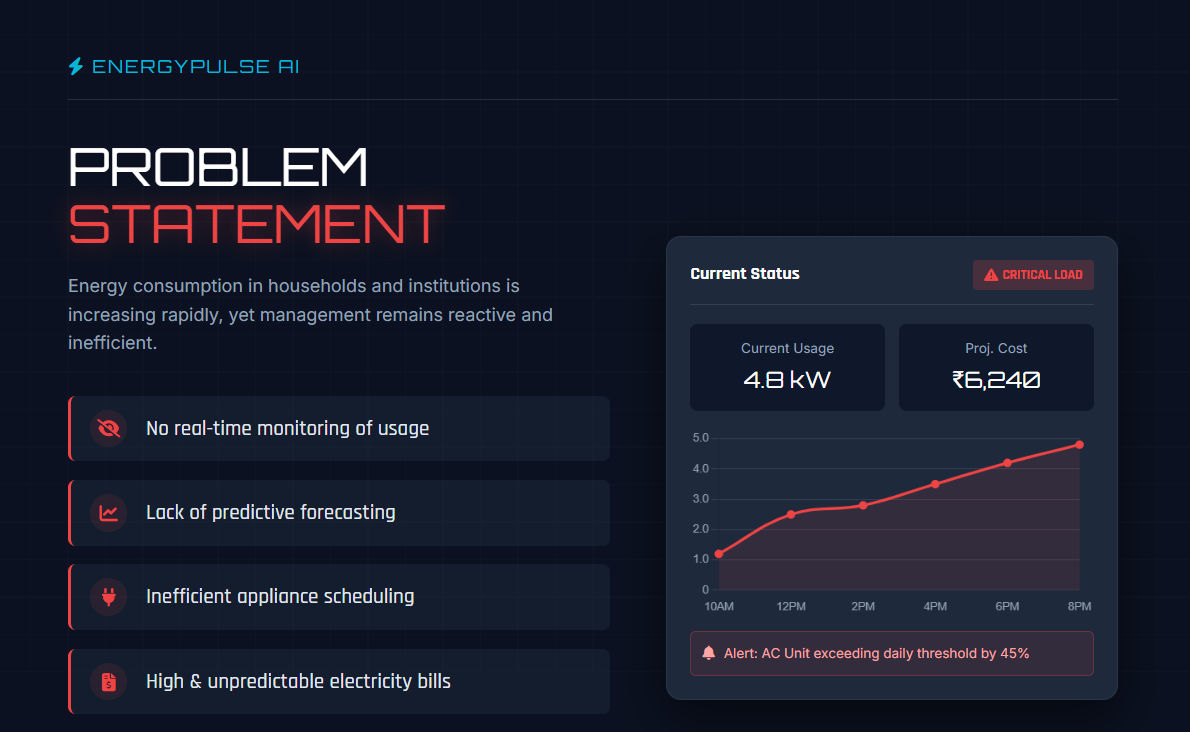 ENERGYPULSE AI
PROBLEM
STATEMENT
Energy consumption in households and institutions is
increasing rapidly, yet management remains reactive and
inefficient.
No real-time monitoring of usage
Lack of predictive forecasting
Inefficient appliance scheduling
High & unpredictable electricity bills
Current Status
CRITICAL LOAD
Current Usage
4.8 kW
Proj. Cost
₹6,240
5.0
4.0
3.0
2.0
1.0
0
10AM 12PM 2PM 4PM 6PM 8PM
Alert: AC Unit exceeding daily threshold by 45%